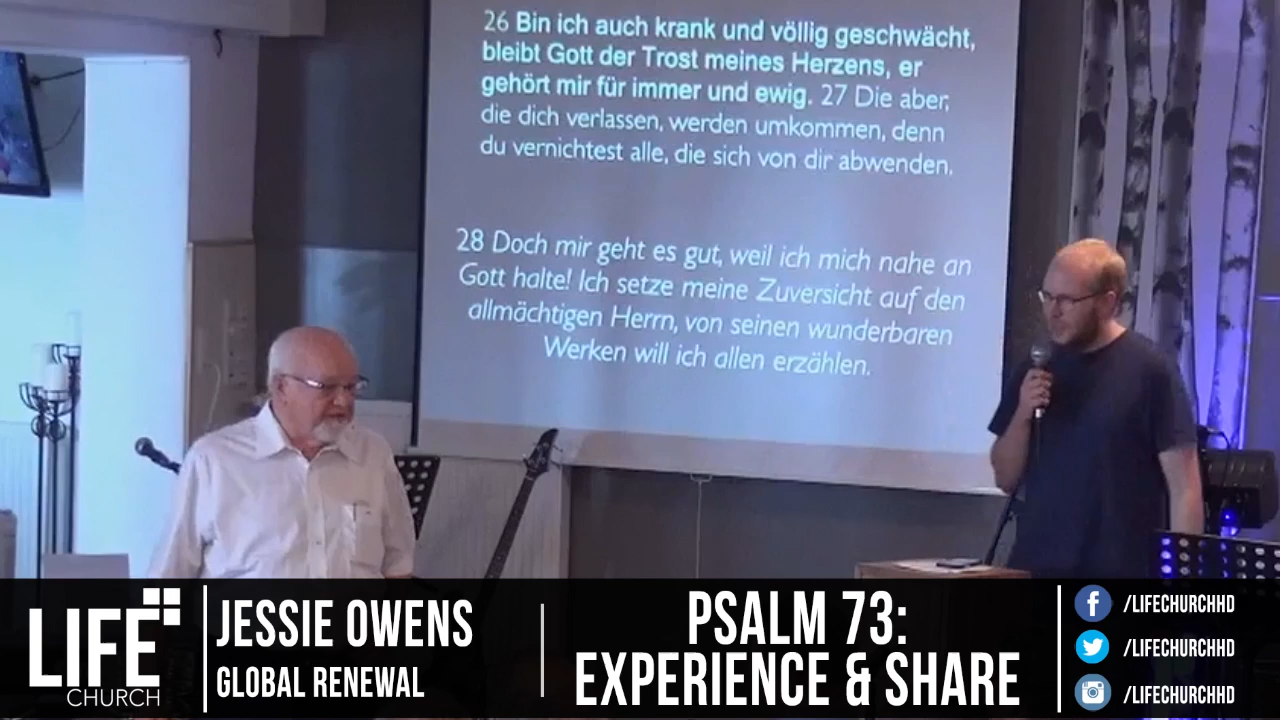 26 Bin ich auch krank und völlig geschwächt,
bleibt Gott der Trost meines Herzens, er
gehört mir für immer und ewig. 27 Die aber,
die dich verlassen, werden umkommen, denn
du vernichtest alle, die sich von dir abwenden.
28 Doch mir geht es gut, weil ich mich nahe an
Gott halte! Ich setze meine Zuversicht auf den
allmächtigen Herrn, von seinen wunderbaren
Werken will ich allen erzählen.
LIFE
CHURCH
JESSIE OWENS
GLOBAL RENEWAL
PSALM 73:
EXPERIENCE & SHARE
/LIFECHURCHHD
/LIFECHURCHHD
/LIFECHURCHHD